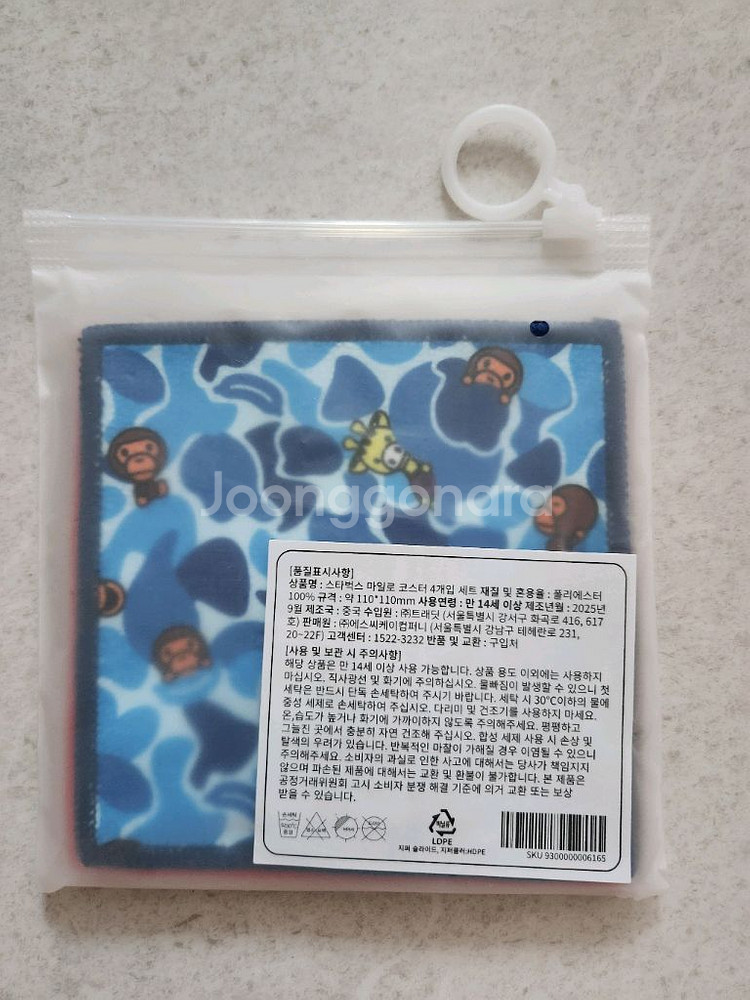 Joonggonara
[품질표시사항]
상품명 : 스타벅스 마일로 코스터 4개입 세트 재질 및 혼용율 : 폴리에스터
100% 규격 : 약 110*110mm 사용연령 : 만 14세 이상 제조년월 : 2025년
9월 제조국 : 중국 수입원 : ㈜트래딧 (서울특별시 강서구 화곡로 416, 617
호) 판매원 : ㈜에스씨케이컴퍼니 (서울특별시 강남구 테헤란로 231,
20~22F) 고객센터 : 1522-3232 반품 및 교환 : 구입처
[사용 및 보관 시 주의사항]
해당 상품은 만 14세 이상 사용 가능합니다. 상품 용도 이외에는 사용하지
마십시오. 직사광선 및 화기에 주의하십시오. 물빠짐이 발생할 수 있으니 첫
세탁은 반드시 단독 손세탁하여 주시기 바랍니다. 세탁 시 30℃이하의 물에
중성 세제로 손세탁하여 주십시오. 다리미 및 건조기를 사용하지 마세요.
온,습도가 높거나 화기에 가까이하지 않도록 주의해주세요. 평평하고
그늘진 곳에서 충분히 자연 건조해 주십시오. 합성 세제 사용 시 손상 및
탈색의 우려가 있습니다. 반복적인 마찰이 가해질 경우 이염될 수 있으니
주의해주세요. 소비자의 과실로 인한 사고에 대해서는 당사가 책임지지
않으며 파손된 제품에 대해서는 교환 및 환불이 불가합니다. 본 제품은
공정거래위원회 고시 소비자 분쟁 해결 기준에 의거 교환 또는 보상
받을 수 있습니다.
손세탁
비닐류
LDPE
지퍼 슬라이드, 지퍼풀러:HDPE
SKU 9300000006165